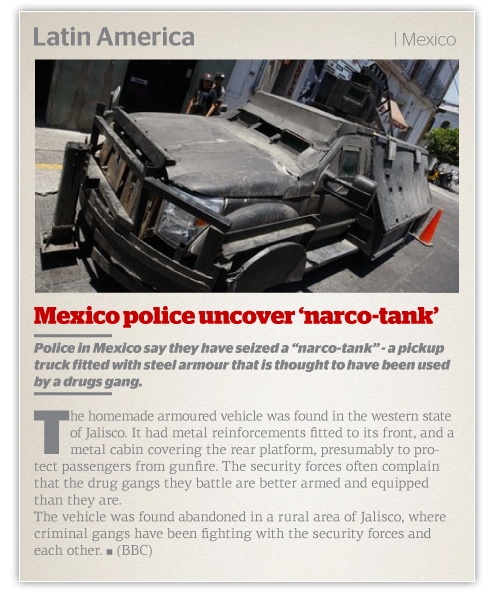 Latin America
| Mexico
Mexico police uncover ‘narco-tank’
Police in Mexico say they have seized a “narco-tank” - a pickup
truck fitted with steel armour that is thought to have been used
by a drugs gang.
The homemade armoured vehicle was found in the western state
of Jalisco. It had metal reinforcements fitted to its front, and a
metal cabin covering the rear platform, presumably to pro-
tect passengers from gunfire. The security forces often complain
that the drug gangs they battle are better armed and equipped
than they are.
The vehicle was found abandoned in a rural area of Jalisco, where
criminal gangs have been fighting with the security forces and
each other. ■ (BBC)